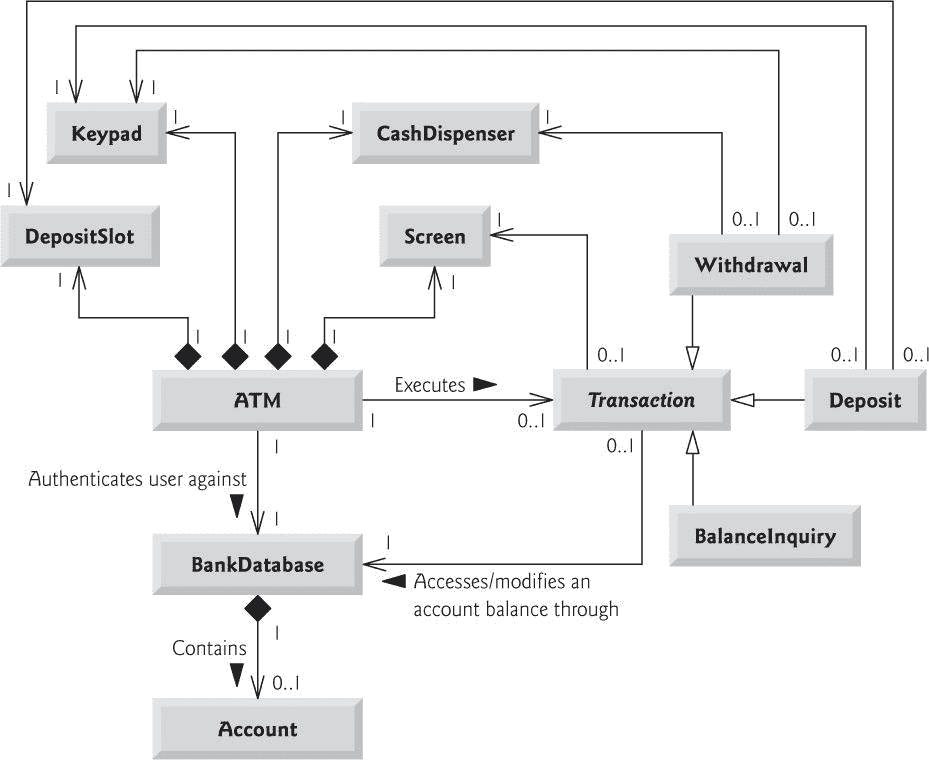 1
1
1
Keypad
1
CashDispenser
1
1
DepositSlot
1
Screen
1
0..1
0..1
Withdrawal
1
1
1
1
1
1
ATM
Executes
1
0..1
0..1
Transaction
0..1
0..1
0..1
Deposit
1
Authenticates user against
1
BankDatabase
1
Accesses/modifies an
account balance through
BalanceInquiry
1
Contains
0..1
Account